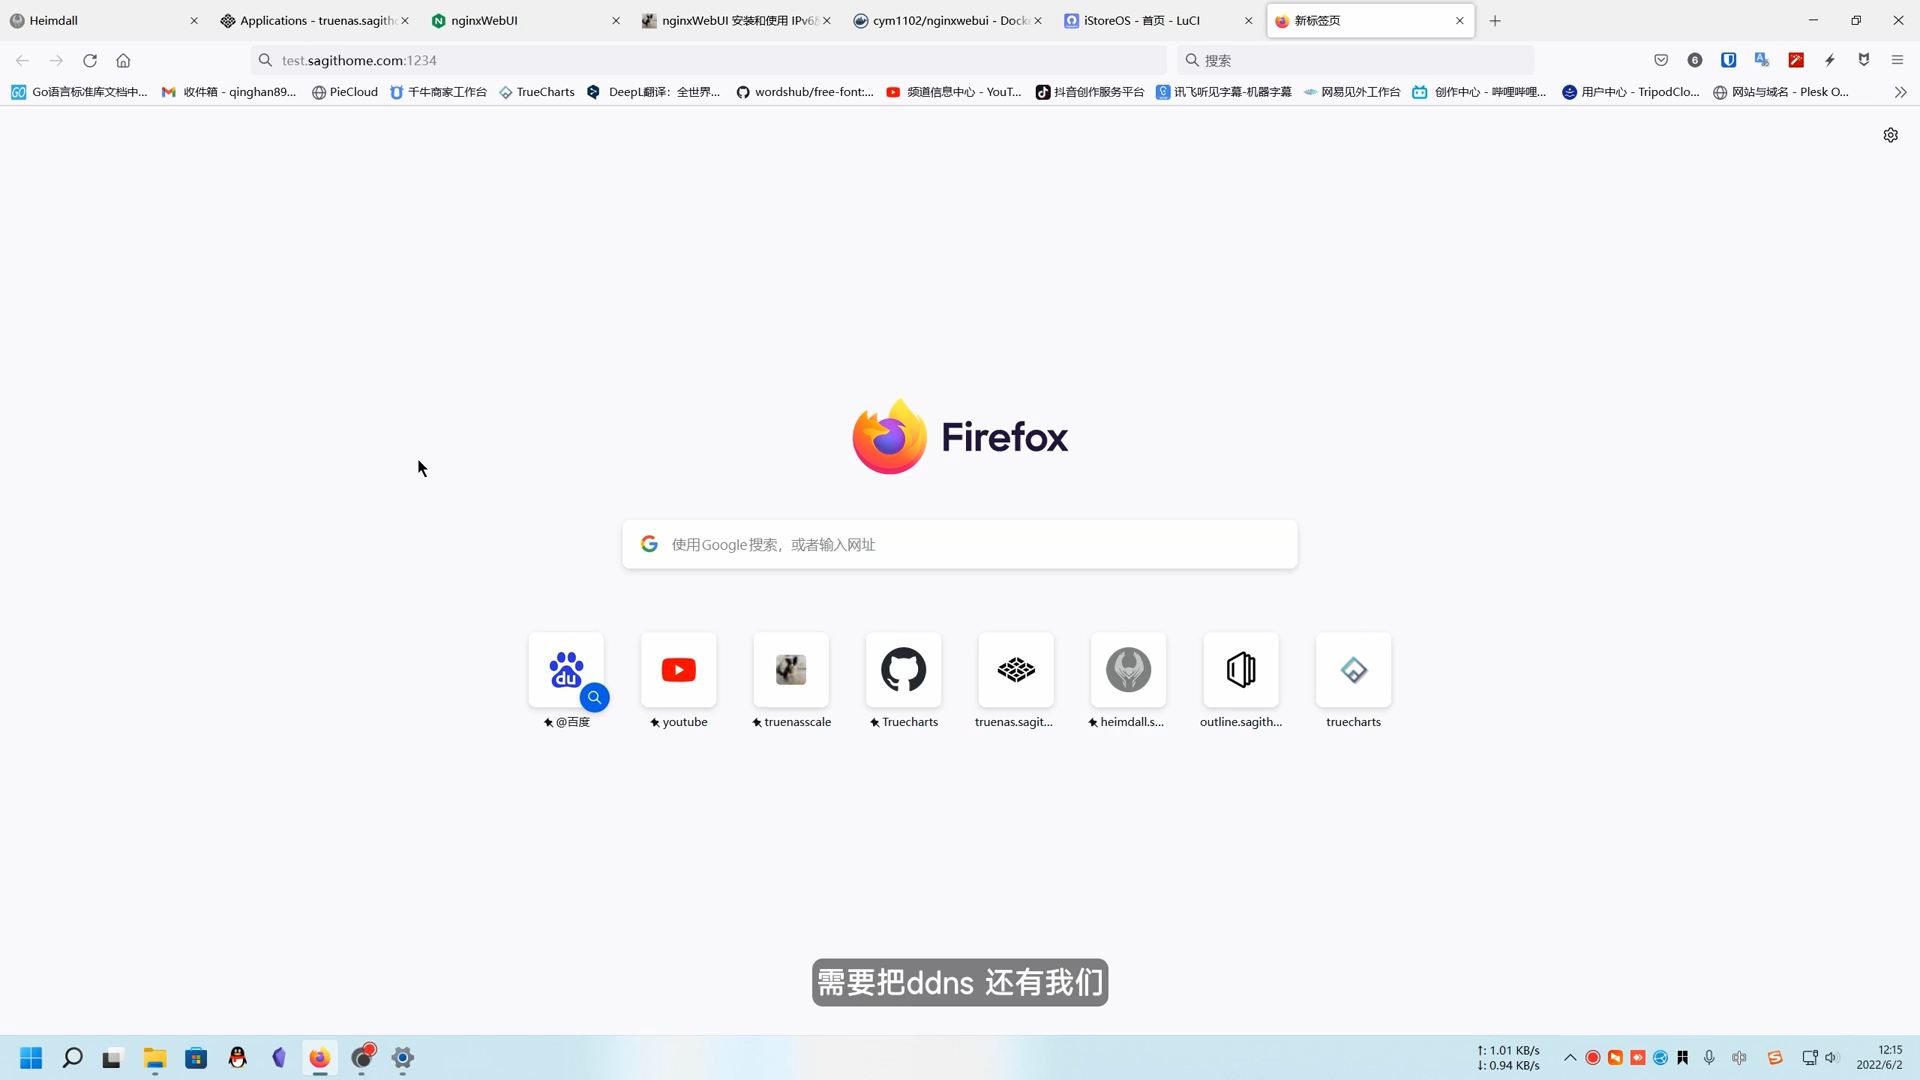 Heimdall
Applications - truenas.sagith
nginxWebUI
nginxWebUI 安装和使用 IPv6
cym1102/nginxwebui - Dock
iStoreOS - 首页 - LuCI
新标签页
test.sagithome.com:1234
搜索
6
Go语言标准库文档中...
收件箱 - qinghan89...
PieCloud
千牛商家工作台
TrueCharts
DeepL翻译：全世界...
wordshub/free-font:...
频道信息中心 - YouT...
抖音创作服务平台
讯飞听见字幕-机器字幕
网易见外工作台
创作中心 - 哔哩哔哩...
用户中心 - TripodClo...
网站与域名 - Plesk O...
Firefox
使用Google搜索，或者输入网址
du
@百度
youtube
truenasscale
Truecharts
truenas.sagit...
heimdall.s...
outline.sagith...
truecharts
需要把ddns 还有我们
↑: 1.01 KB/s
↓: 0.94 KB/s
12:15
2022/6/2